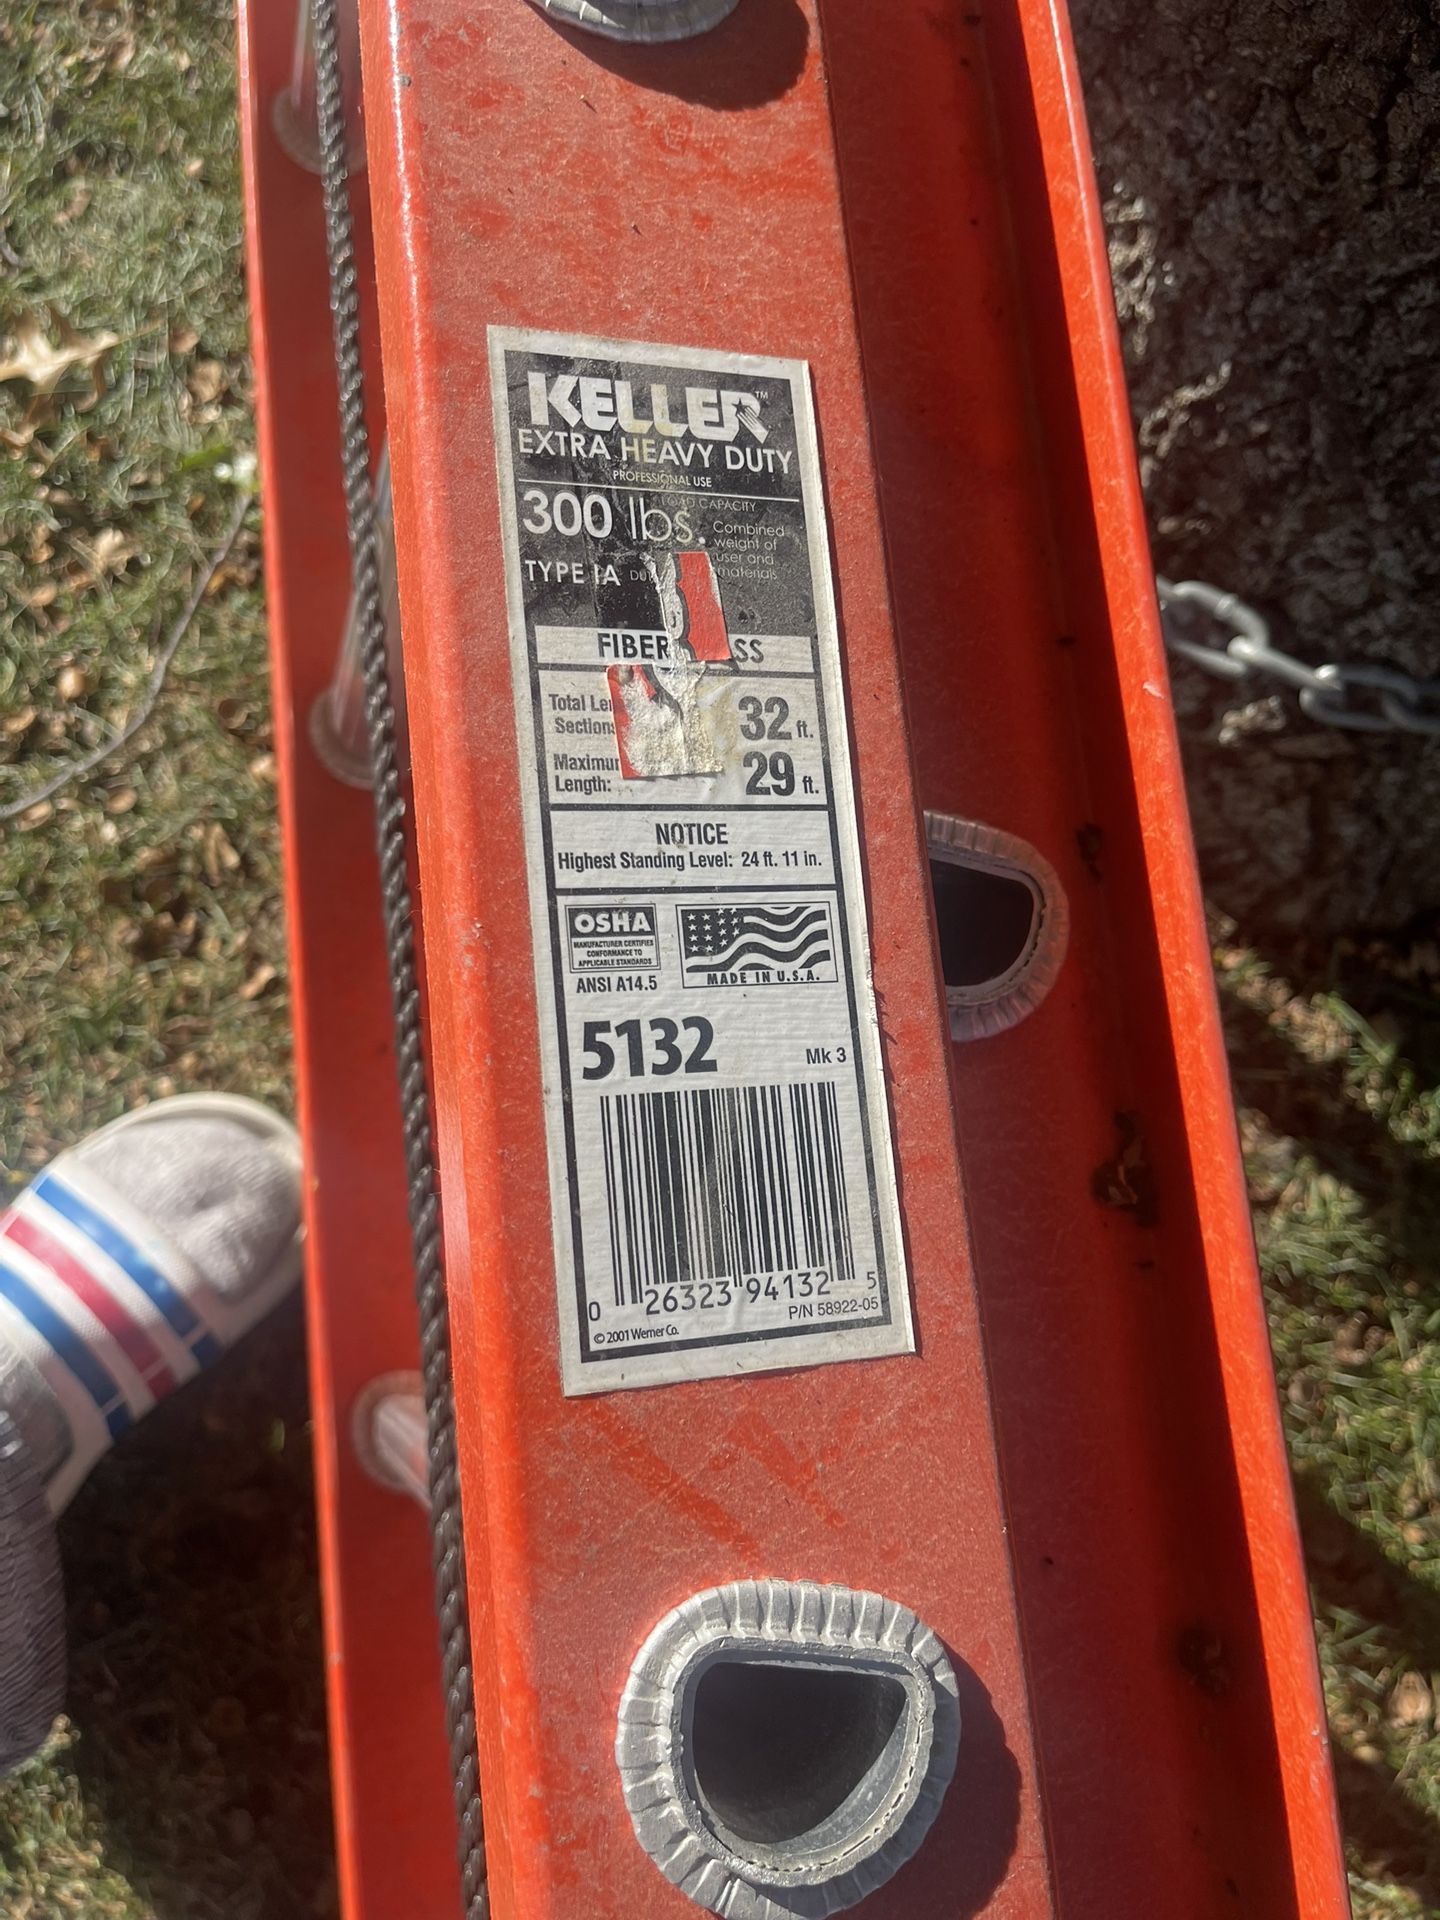 KELLER™
EXTRA HEAVY DUTY
PROFESSIONAL USE
300 lbs.
LOAD CAPACITY
Combined
weight of
user and
materials
TYPE IA
FIBER SS
Total Le
Section
32 ft.
Maximu
Length:
29 ft.
NOTICE
Highest Standing Level: 24 ft. 11 in.
OSHA
MANUFACTURER CERTIFIES
CONFORMANCE TO
APPLICABLE STANDARDS
ANSI A14.5
MADE IN U.S.A.
5132
Mk 3
0 26323 94132 5
P/N 58922-05
© 2001 Werner Co.